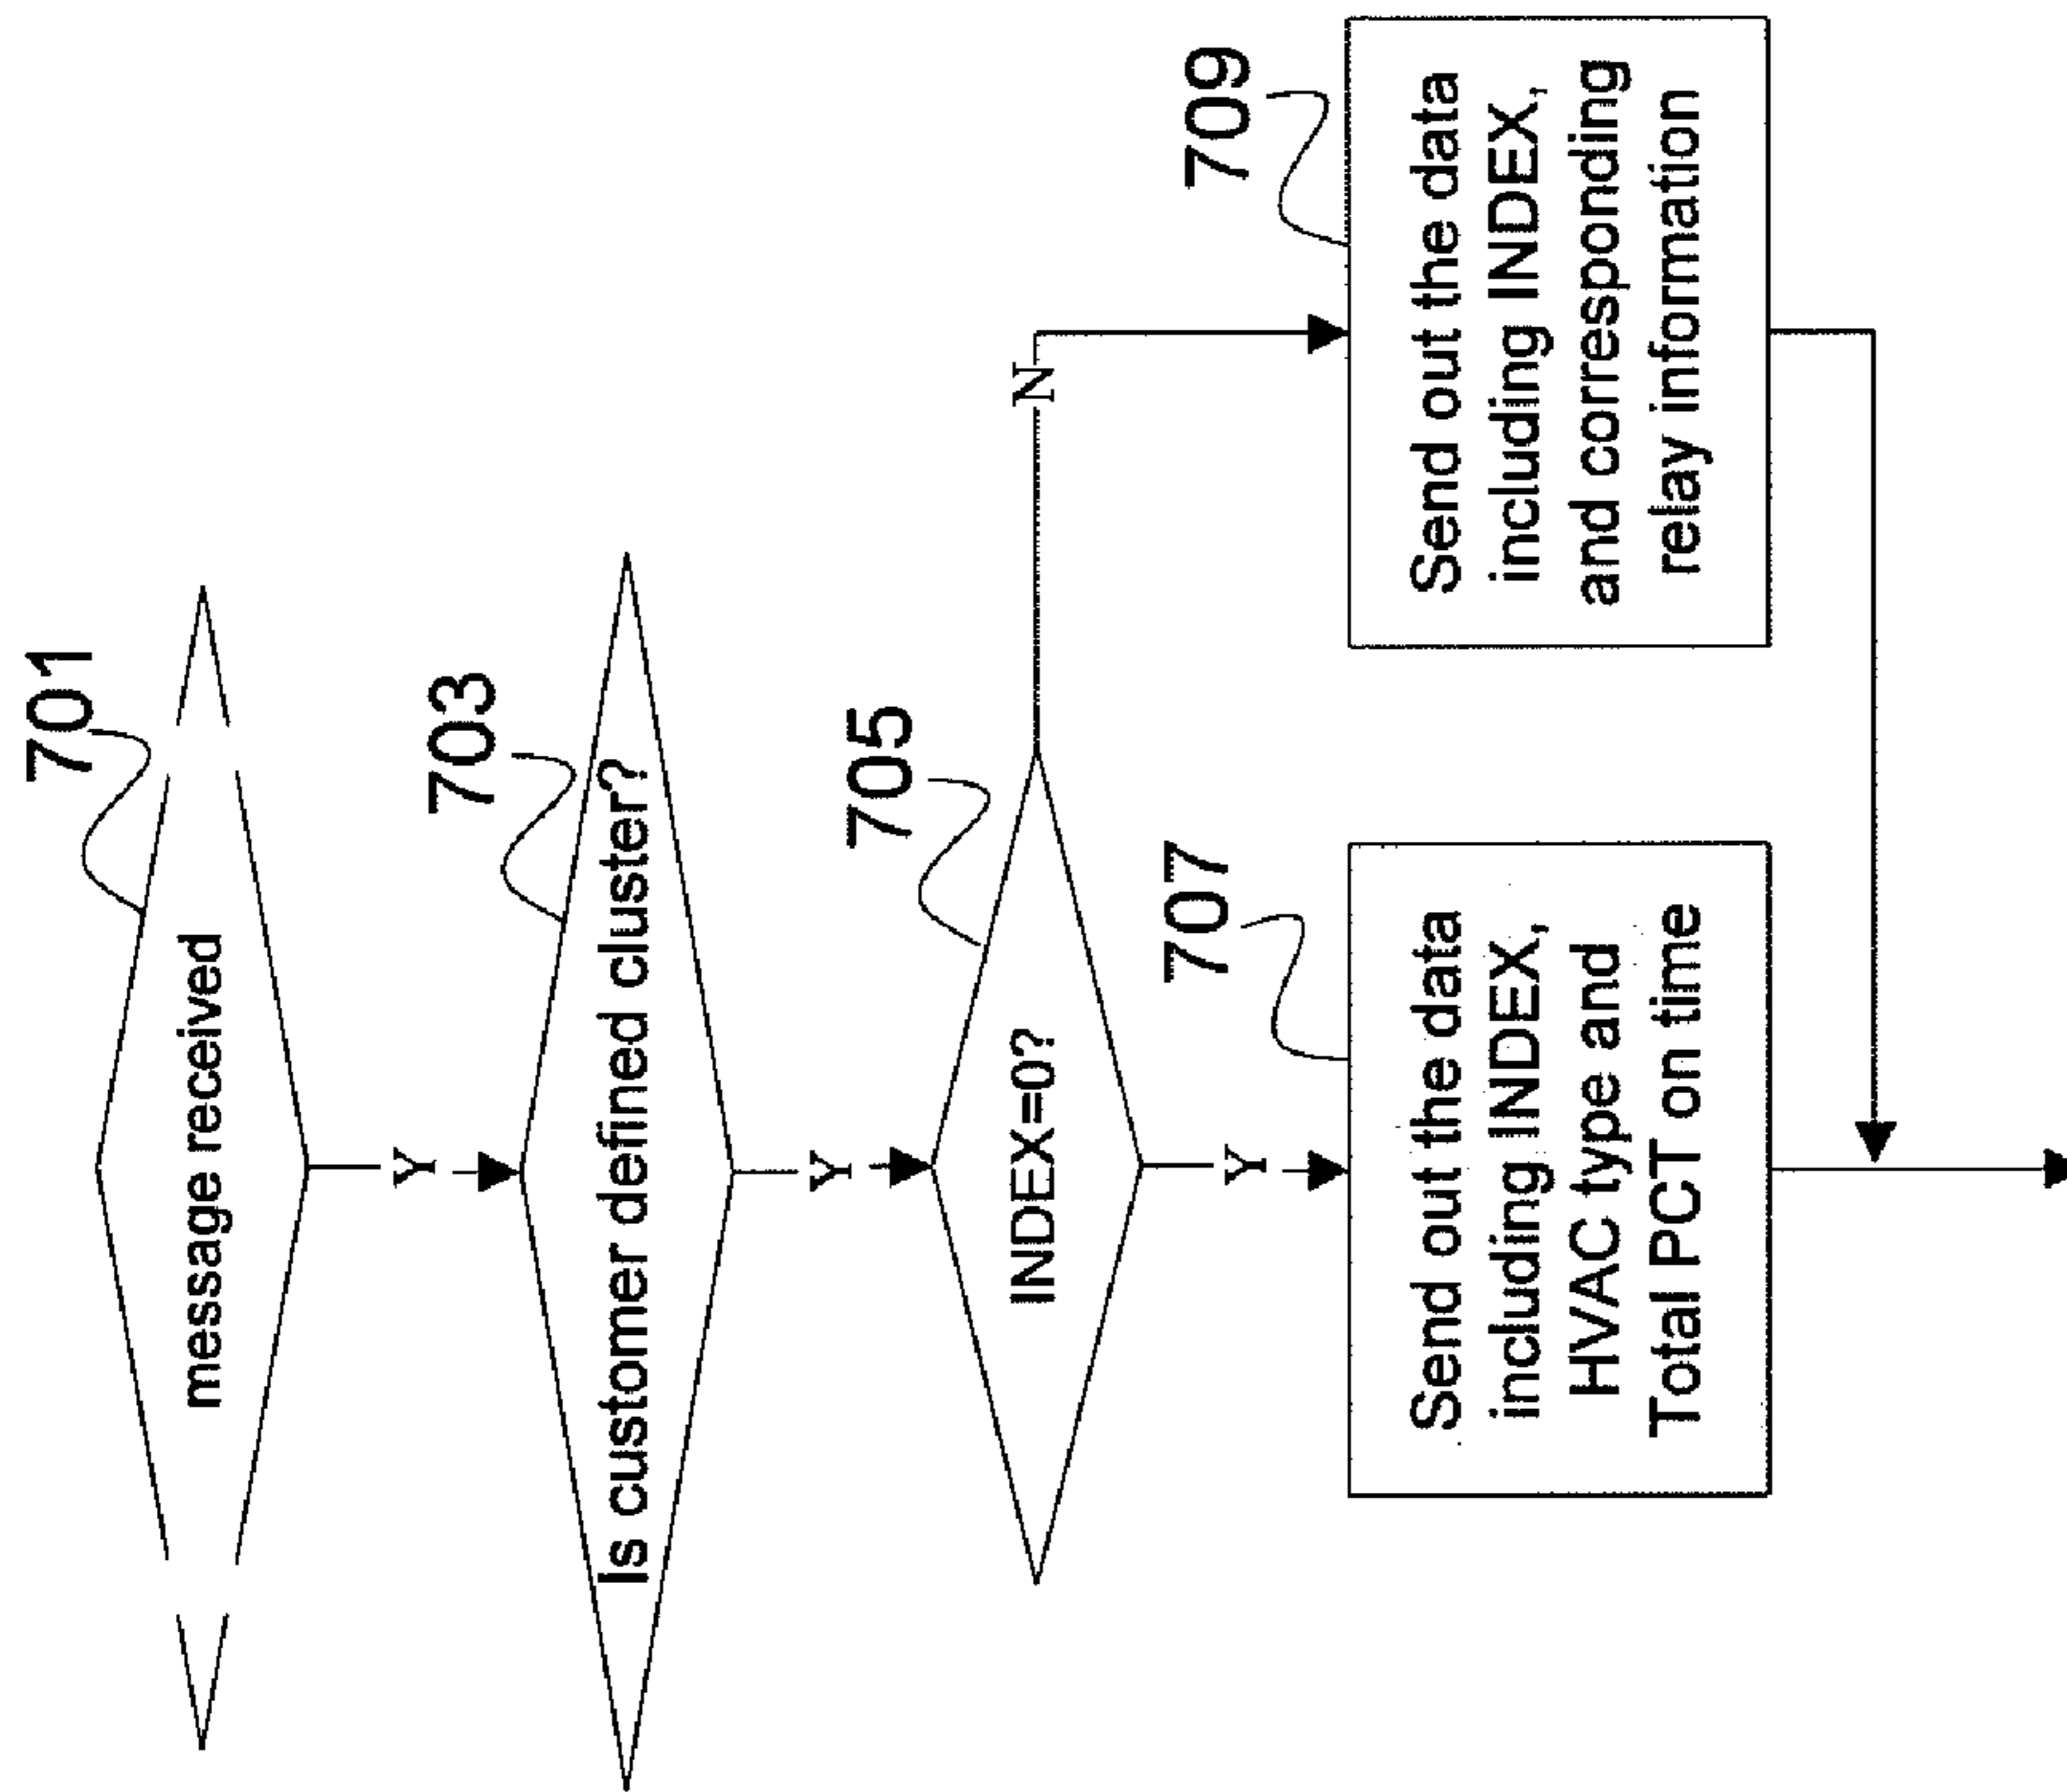 701
message received
Y
703
Is customer defined cluster?
Y
705
INDEX=0?
N
Y
707
Send out the data
including INDEX,
HVAC type and
Total PCT on time
709
Send out the data
including INDEX,
and corresponding
relay information